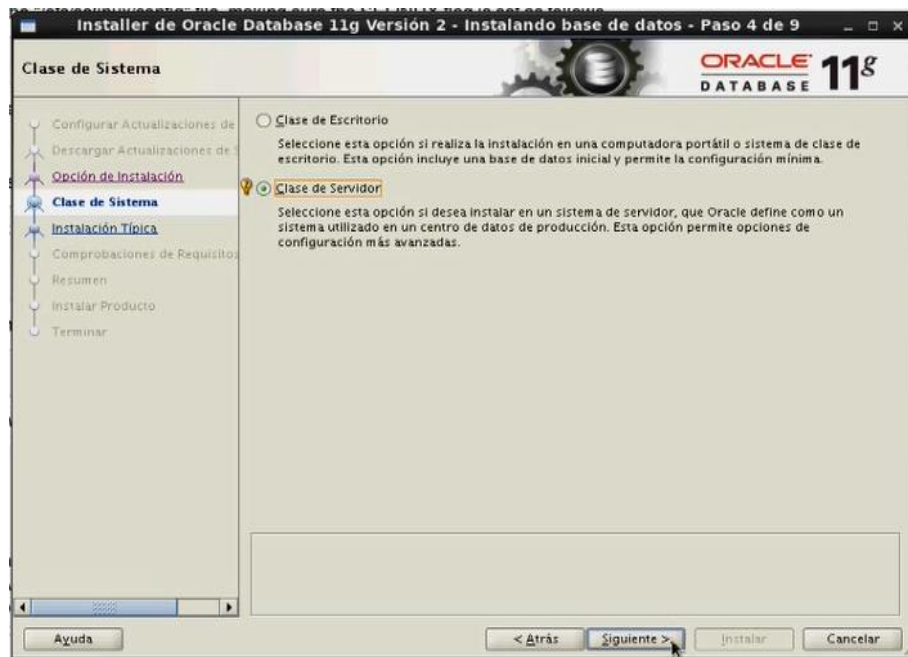 Installer de Oracle Database 11g Versión 2 - Instalando base de datos - Paso 4 de 9
Clase de Sistema
ORACLE
DATABASE
11g
Configurar Actualizaciones de
Descargar Actualizaciones de S
Opción de Instalación
Clase de Sistema
Instalación Típica
Comprobaciones de Requisitos
Resumen
Instalar Producto
Terminar
Clase de Escritorio
Seleccione esta opción si realiza la instalación en una computadora portátil o sistema de clase de
escritorio. Esta opción incluye una base de datos inicial y permite la configuración mínima.
Clase de Servidor
Seleccione esta opción si desea instalar en un sistema de servidor, que Oracle define como un
sistema utilizado en un centro de datos de producción. Esta opción permite opciones de
configuración más avanzadas.
Ayuda
< Atrás
Siguiente >
Instalar
Cancelar